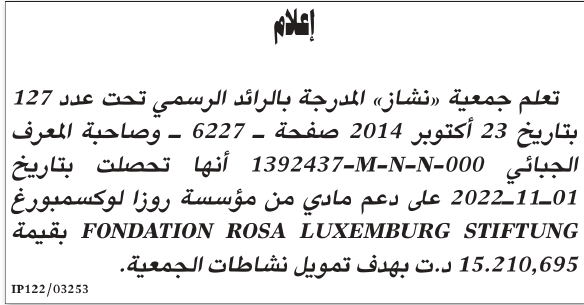 إعلام
تعلم جمعية «نشاز» المدرجة بالرائد الرسمي تحت عدد 127
بتاريخ 23 أكتوبر 2014 صفحة ـ 6227 ـ وصاحبة المعرف
الجبائي 1392437-M-N-N-000 أنها تحصلت بتاريخ
01ـ11ـ2022 على دعم مادي من مؤسسة روزا لوكسمبورغ
FONDATION ROSA LUXEMBURG STIFTUNG بقيمة
15.210,695 د.ت بهدف تمويل نشاطات الجمعية.
IP122/03253